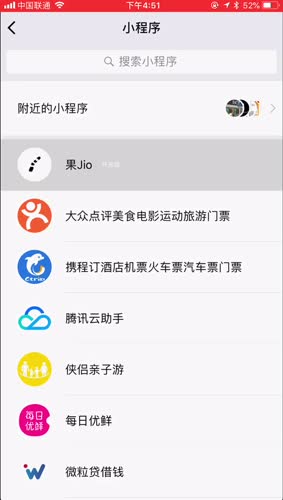 中国联通 下午4:51 52%
小程序
搜索小程序
附近的小程序
果Jio
大众点评美食电影运动旅游门票
Ctrip
携程订酒店机票火车票汽车票门票
腾讯云助手
侠侣亲子游
每日
优鲜
每日优鲜
微粒贷借钱